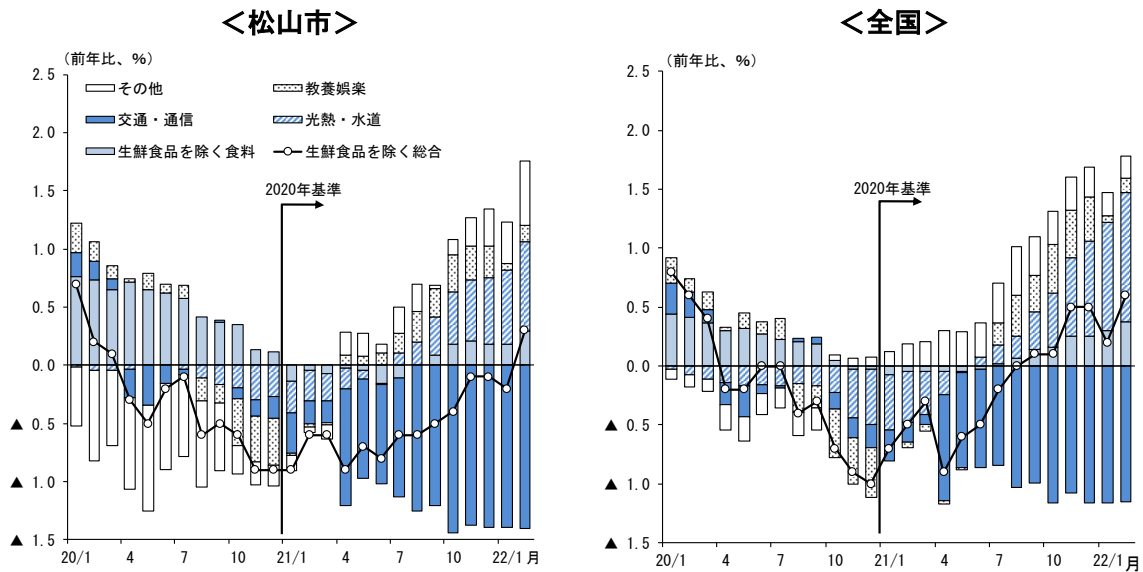 ＜松山市＞
（前年比、％）
2.5
2.0
1.5
1.0
0.5
0.0
▲ 0.5
▲ 1.0
▲ 1.5
その他
教養娯楽
交通・通信
光熱・水道
生鮮食品を除く食料
生鮮食品を除く総合
2020年基準
20/1 4 7 10 21/1 4 7 10 22/1 月
＜全国＞
（前年比、％）
2.5
2.0
1.5
1.0
0.5
0.0
▲ 0.5
▲ 1.0
▲ 1.5
2020年基準
20/1 4 7 10 21/1 4 7 10 22/1 月